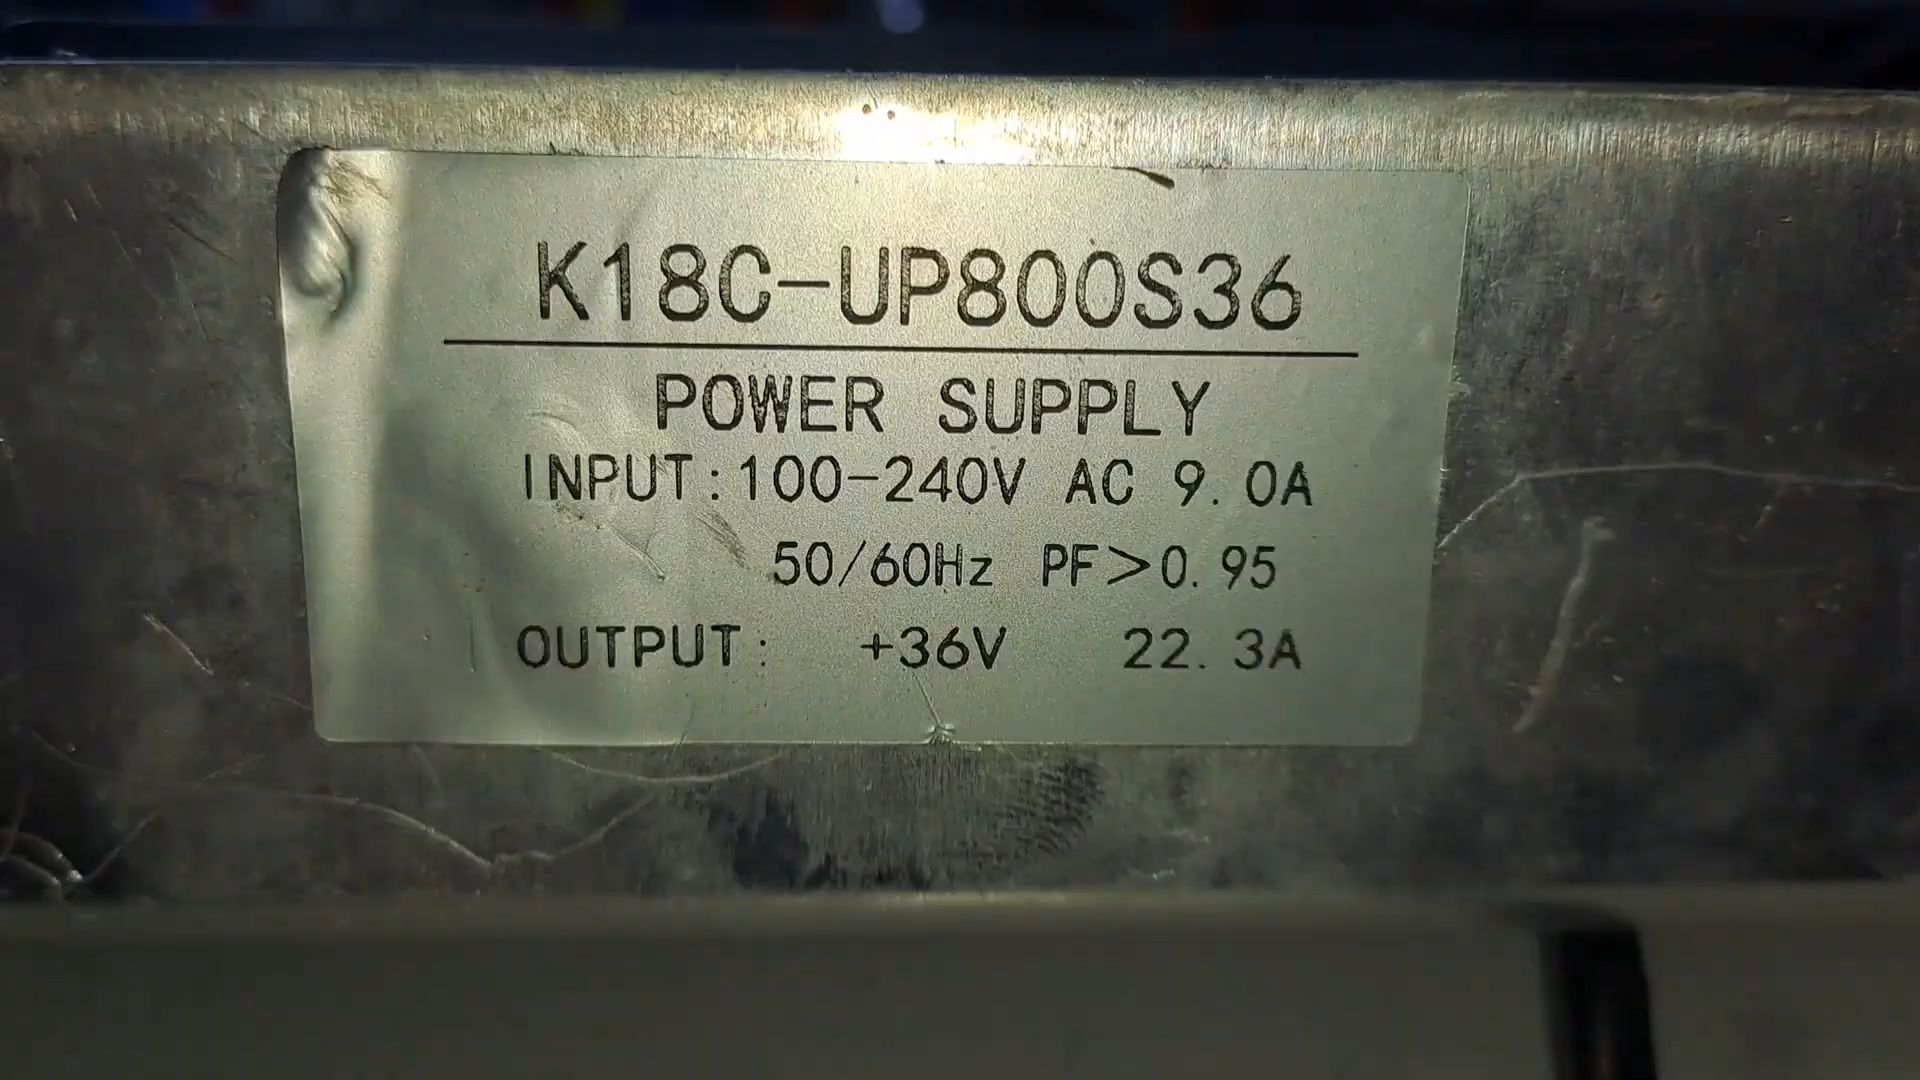 K18C-UP800S36
POWER SUPPLY
INPUT:100-240V AC 9.0A
50/60Hz PF>0.95
OUTPUT: +36V 22.3A